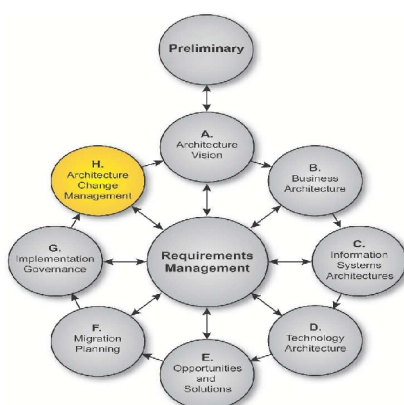 Preliminary
A.
Architecture
Vision
H.
Architecture
Change
Management
B.
Business
Architecture
G.
Implementation
Governance
Requirements
Management
C.
Information
Systems
Architectures
F.
Migration
Planning
D.
Technology
Architecture
E.
Opportunities
and
Solutions